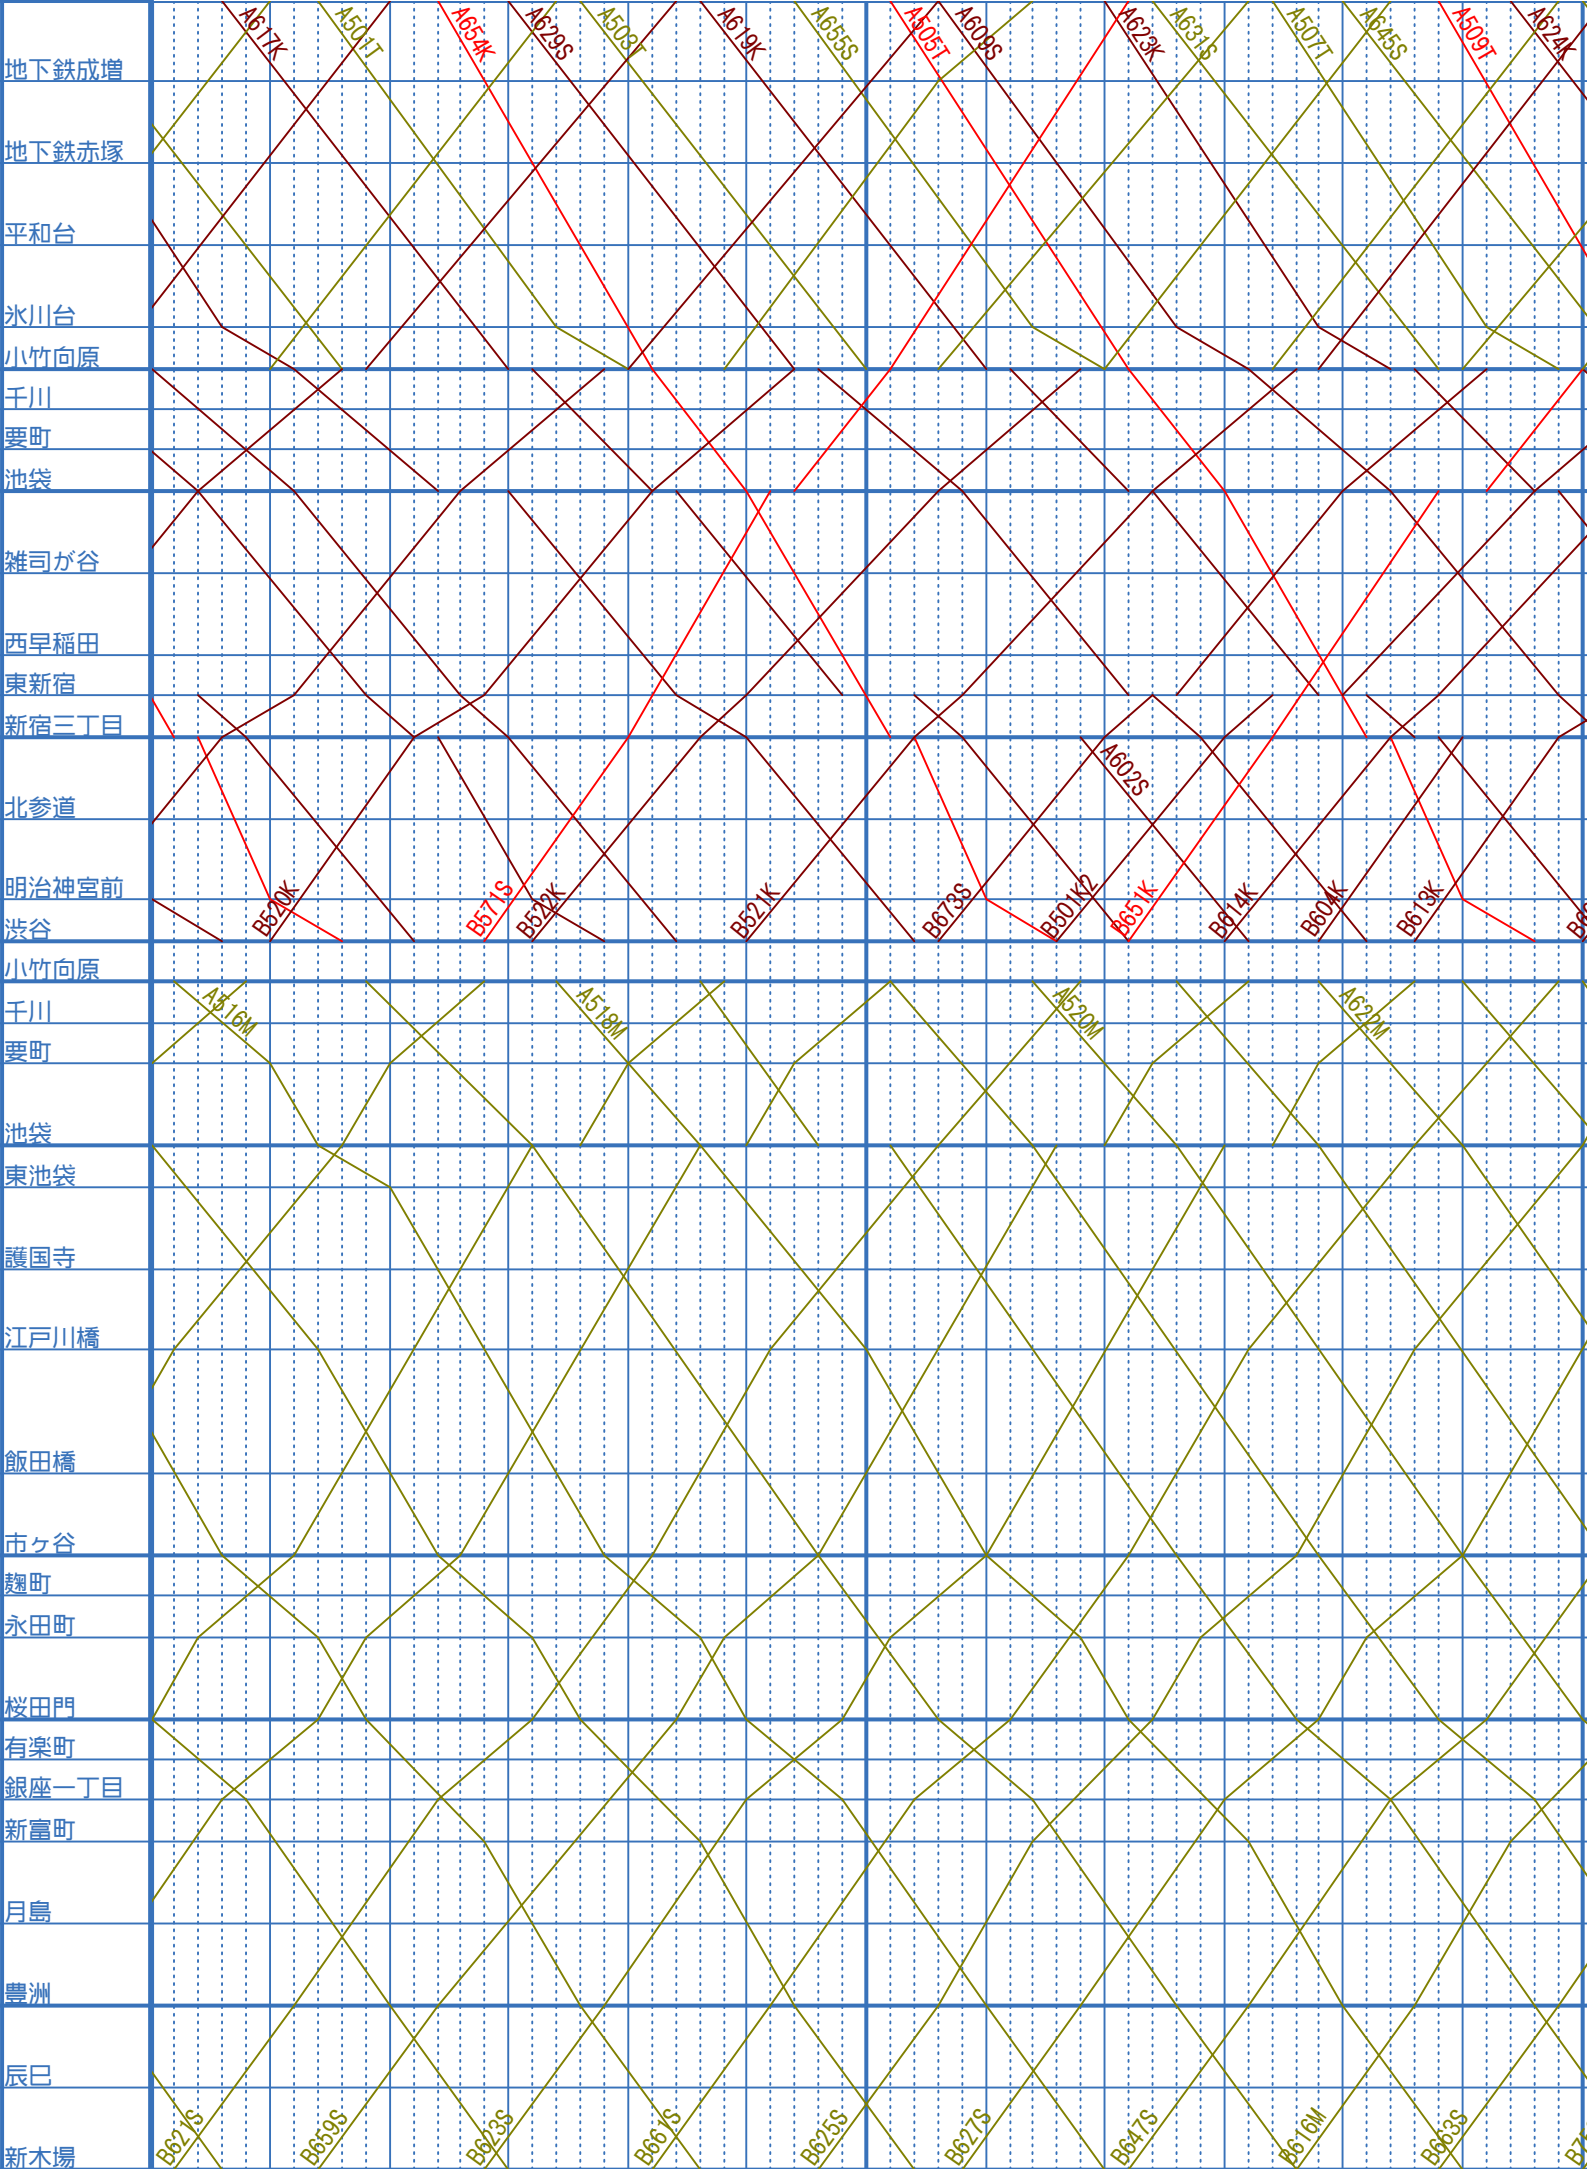 A617K
A501T
A654K
A629S
A503T
A619K
A655S
A505T
A609S
A623K
A631S
A507T
A645S
A509T
A624K
地下鉄成増
地下鉄赤塚
平和台
氷川台
小竹向原
千川
要町
池袋
雑司が谷
西早稲田
東新宿
新宿三丁目
A602S
北参道
明治神宮前
渋谷
B520K
B571S
B522K
B521K
B673S
B501K2
B651K
B614K
B604K
B613K
小竹向原
千川
A516M
A518M
A520M
A622M
要町
池袋
東池袋
護国寺
江戸川橋
飯田橋
市ヶ谷
麹町
永田町
桜田門
有楽町
銀座一丁目
新富町
月島
豊洲
辰巳
新木場
B621S
B659S
B623S
B661S
B625S
B627S
B647S
B616M
B663S